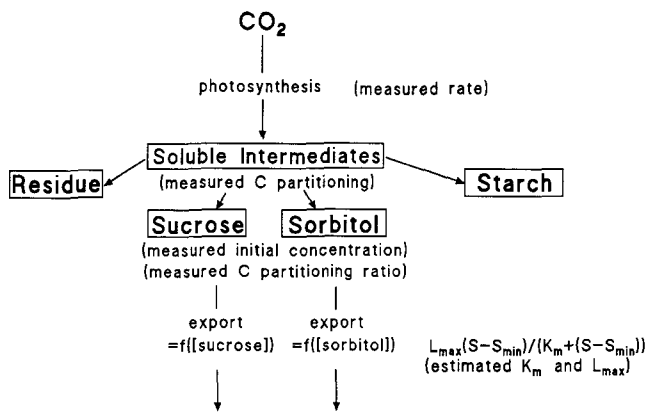 CO₂
photosynthesis (measured rate)
Soluble Intermediates
Residue
(measured C partitioning)
Starch
Sucrose Sorbitol
(measured initial concentration)
(measured C partitioning ratio)
export export
=f([sucrose]) =f([sorbitol])
Lmax(S-Smin)/(Km+(S-Smin))
(estimated Km and Lmax)